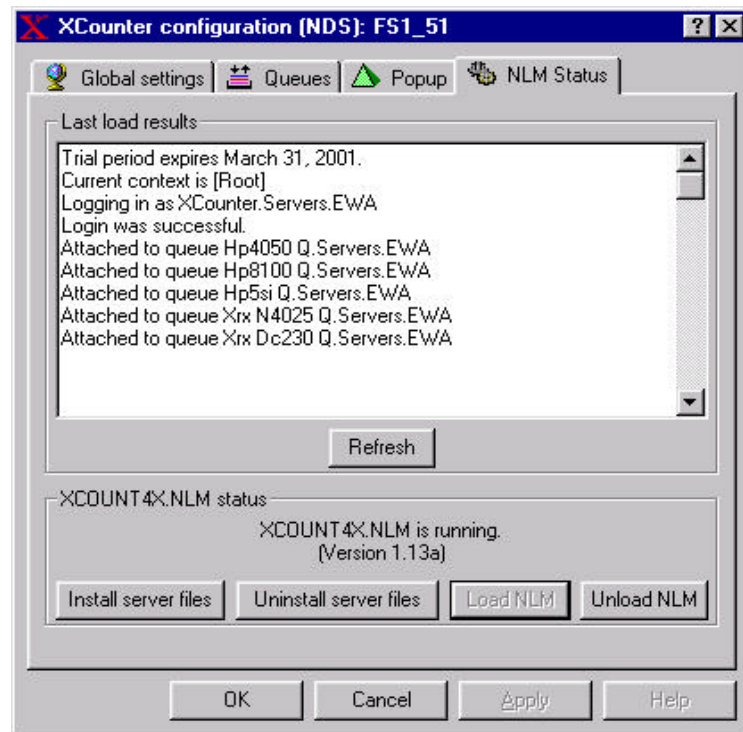 XCounter configuration (NDS): FS1_51
Global settings
Queues
Popup
NLM Status
Last load results
Trial period expires March 31, 2001.
Current context is [Root]
Logging in as XCounter.Servers.EWA
Login was successful.
Attached to queue Hp4050 Q.Servers.EWA
Attached to queue Hp8100 Q.Servers.EWA
Attached to queue Hp5si Q.Servers.EWA
Attached to queue Xrx N4025 Q.Servers.EWA
Attached to queue Xrx Dc230 Q.Servers.EWA
Refresh
XCOUNT4X.NLM status
XCOUNT4X.NLM is running.
(Version 1.13a)
Install server files
Uninstall server files
Load NLM
Unload NLM
OK
Cancel
Apply
Help